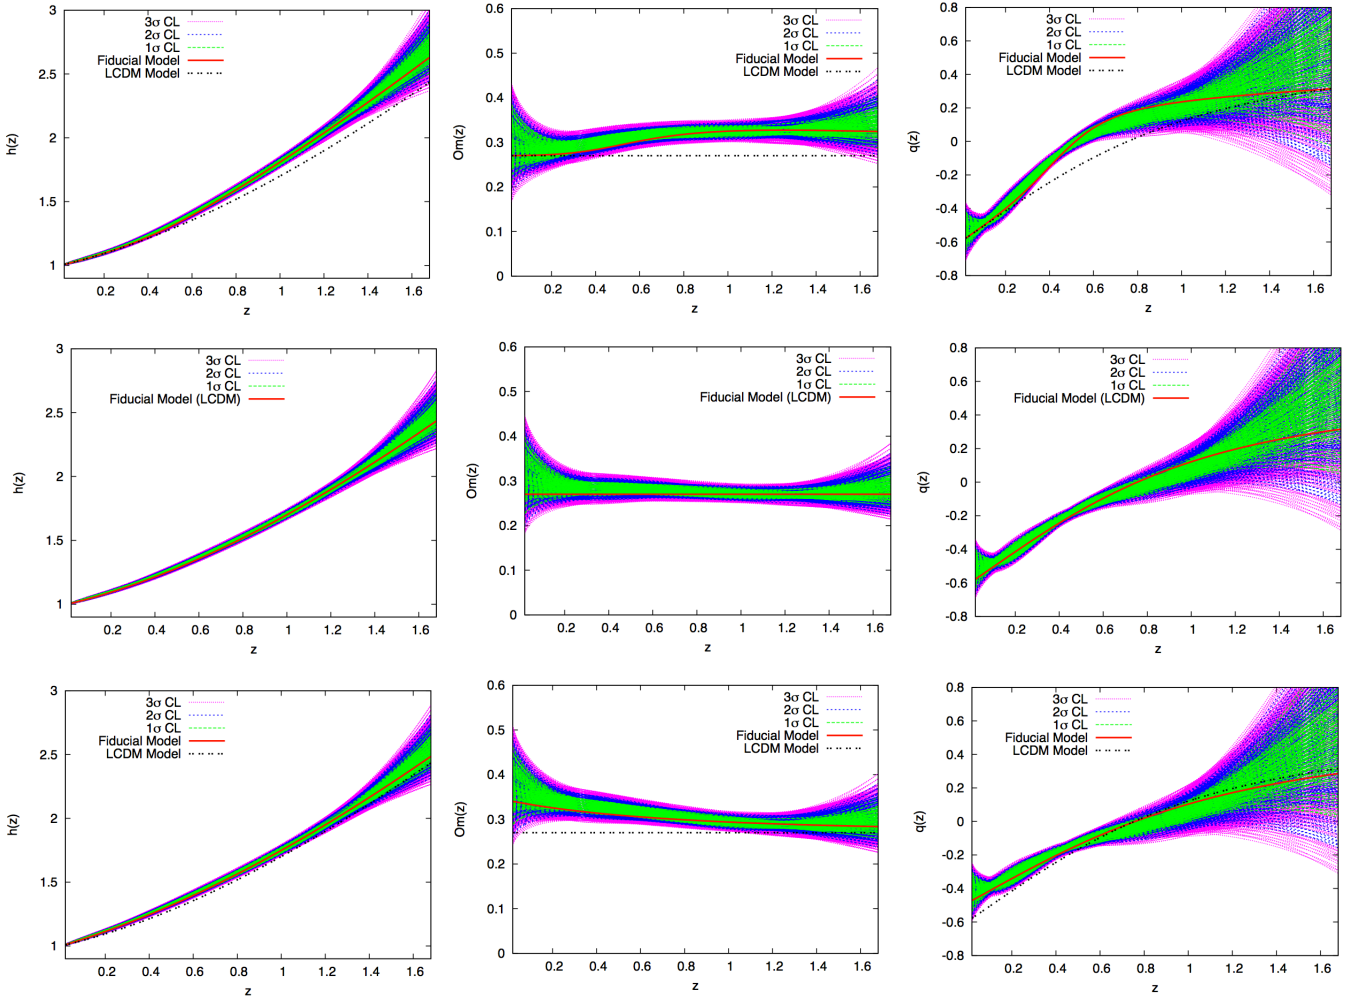 3σ CL
2σ CL
1σ CL
Fiducial Model
LCDM Model
3
2.5
2
1.5
1
h(z)
0.2 0.4 0.6 0.8 1 1.2 1.4 1.6
z
3σ CL
2σ CL
1σ CL
Fiducial Model
LCDM Model
0.6
0.5
0.4
0.3
0.2
0.1
0
Om(z)
0.2 0.4 0.6 0.8 1 1.2 1.4 1.6
z
3σ CL
2σ CL
1σ CL
Fiducial Model
LCDM Model
0.8
0.6
0.4
0.2
0
-0.2
-0.4
-0.6
-0.8
q(z)
0.2 0.4 0.6 0.8 1 1.2 1.4 1.6
z
3σ CL
2σ CL
1σ CL
Fiducial Model (LCDM)
3
2.5
2
1.5
1
h(z)
0.2 0.4 0.6 0.8 1 1.2 1.4 1.6
z
3σ CL
2σ CL
1σ CL
Fiducial Model (LCDM)
0.6
0.5
0.4
0.3
0.2
0.1
0
Om(z)
0.2 0.4 0.6 0.8 1 1.2 1.4 1.6
z
3σ CL
2σ CL
1σ CL
Fiducial Model (LCDM)
0.8
0.6
0.4
0.2
0
-0.2
-0.4
-0.6
-0.8
q(z)
0.2 0.4 0.6 0.8 1 1.2 1.4 1.6
z
3σ CL
2σ CL
1σ CL
Fiducial Model
LCDM Model
3
2.5
2
1.5
1
h(z)
0.2 0.4 0.6 0.8 1 1.2 1.4 1.6
z
3σ CL
2σ CL
1σ CL
Fiducial Model
LCDM Model
0.6
0.5
0.4
0.3
0.2
0.1
0
Om(z)
0.2 0.4 0.6 0.8 1 1.2 1.4 1.6
z
3σ CL
2σ CL
1σ CL
Fiducial Model
LCDM Model
0.8
0.6
0.4
0.2
0
-0.2
-0.4
-0.6
-0.8
q(z)
0.2 0.4 0.6 0.8 1 1.2 1.4 1.6
z